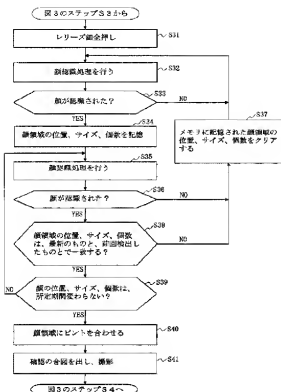 図3のステップS3から
レリーズ釦全押し
S31
顔認識処理を行う
S32
顔が認識された?
S33
NO
YES
S34
顔領域の位置、サイズ、個数を記憶
S37
メモリに記憶された顔領域の
位置、サイズ、個数をクリア
する
S35
顔認識処理を行う
顔が認識された?
S36
NO
YES
顔領域の位置、サイズ、個数
は、最新のものと、前回検出し
たものとで一致する?
S38
NO
YES
顔の位置、サイズ、個数は、
所定期間変わらない?
S39
NO
YES
顔領域にピントを合わせる
S40
確認の合図を出し、撮影
S41
図3のステップS4へ